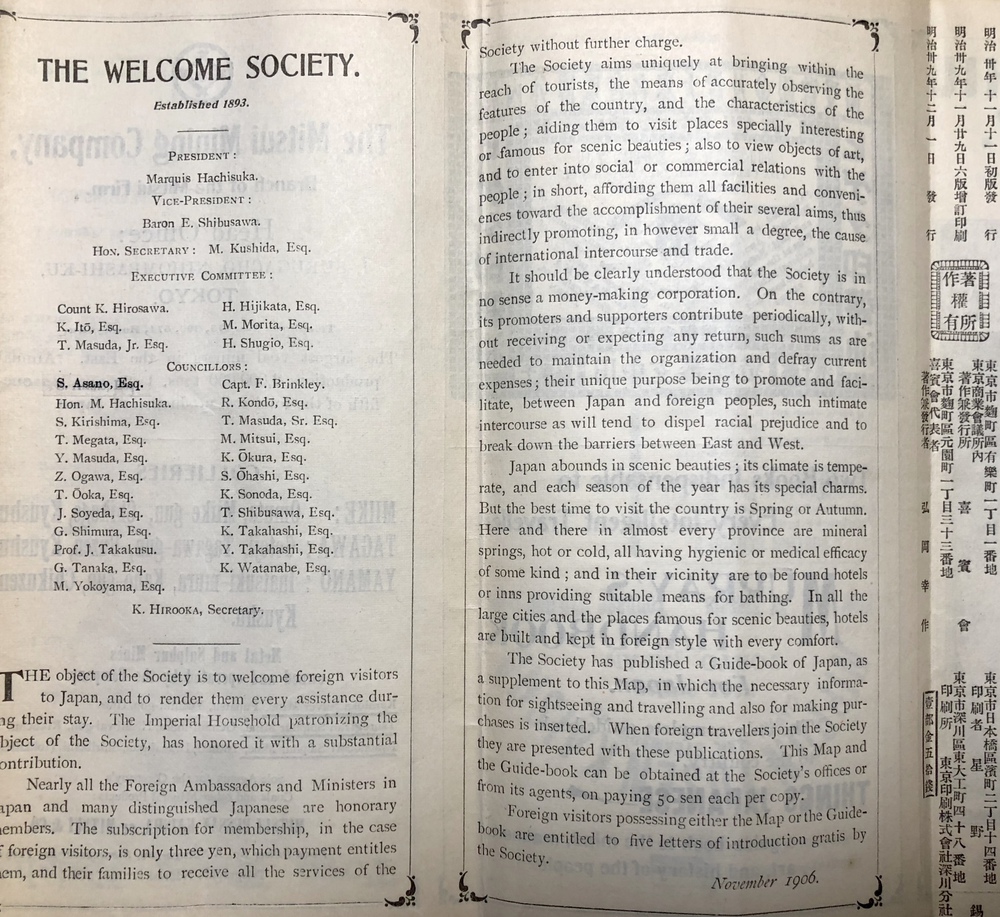 THE WELCOME SOCIETY.
Established 1893.
PRESIDENT :
Marquis Hachisuka.
VICE-PRESIDENT :
Baron E. Shibusawa.
HON. SECRETARY : M. Kushida, Esq.
EXECUTIVE COMMITTEE :
Count K. Hirosawa. H. Hijikata, Esq.
K. Itō, Esq. M. Morita, Esq.
T. Masuda, Jr. Esq. H. Shugio, Esq.
COUNCILLORS :
S. Asano, Esq. Capt. F. Brinkley.
Hon. M. Hachisuka. R. Kondō, Esq.
S. Kirishima, Esq. T. Masuda, Sr. Esq.
T. Megata, Esq. M. Mitsui, Esq.
Y. Masuda, Esq. K. Ōkura, Esq.
Z. Ogawa, Esq. S. Ōhashi, Esq.
T. Ōoka, Esq. K. Sonoda, Esq.
J. Soyeda, Esq. T. Shibusawa, Esq.
G. Shimura, Esq. K. Takahashi, Esq.
Prof. J. Takakusu. Y. Takahashi, Esq.
G. Tanaka, Esq. K. Watanabe, Esq.
M. Yokoyama, Esq.
K. HIROOKA, Secretary.
THE object of the Society is to welcome foreign visitors
to Japan, and to render them every assistance dur-
ng their stay. The Imperial Household patronizing the
bject of the Society, has honored it with a substantial
ontribution.
Nearly all the Foreign Ambassadors and Ministers in
apan and many distinguished Japanese are honorary
embers. The subscription for membership, in the case
f foreign visitors, is only three yen, which payment entitles
em, and their families to receive all the services of the
Society without further charge.
The Society aims uniquely at bringing within the
reach of tourists, the means of accurately observing the
features of the country, and the characteristics of the
people ; aiding them to visit places specially interesting
or famous for scenic beauties ; also to view objects of art,
and to enter into social or commercial relations with the
people ; in short, affording them all facilities and conveni-
ences toward the accomplishment of their several aims, thus
indirectly promoting, in however small a degree, the cause
of international intercourse and trade.
It should be clearly understood that the Society is in
no sense a money-making corporation. On the contrary,
its promoters and supporters contribute periodically, with-
out receiving or expecting any return, such sums as are
needed to maintain the organization and defray current
expenses ; their unique purpose being to promote and faci-
litate, between Japan and foreign peoples, such intimate
intercourse as will tend to dispel racial prejudice and to
break down the barriers between East and West.
Japan abounds in scenic beauties ; its climate is tempe-
rate, and each season of the year has its special charms.
But the best time to visit the country is Spring or Autumn.
Here and there in almost every province are mineral
springs, hot or cold, all having hygienic or medical efficacy
of some kind ; and in their vicinity are to be found hotels
or inns providing suitable means for bathing. In all the
large cities and the places famous for scenic beauties, hotels
are built and kept in foreign style with every comfort.
The Society has published a Guide-book of Japan, as
a supplement to this Map, in which the necessary informa-
tion for sightseeing and travelling and also for making pur-
chases is inserted. When foreign travellers join the Society
they are presented with these publications. This Map and
the Guide-book can be obtained at the Society's offices or
from its agents, on paying 50 sen each per copy.
Foreign visitors possessing either the Map or the Guide-
book are entitled to five letters of introduction gratis by
the Society.
November 1906.
明治卅年十一月十一日初版發行
明治卅九年十一月廿九日六版增訂印刷
明治卅九年十二月一日發行
著作權所有
東京市麴町區有樂町一丁目一番地
東京商業會議所內
著作兼發行所 喜賓會
東京市麴町區元園町一丁目三十三番地
喜賓會代表者
著作兼發行者 弘岡幸作
東京市日本橋區濱町二丁目十四番地
印刷者 星野錫
東京市深川區東大工町四十八番地
印刷所 東京印刷株式會社深川分社
壹部金五拾錢